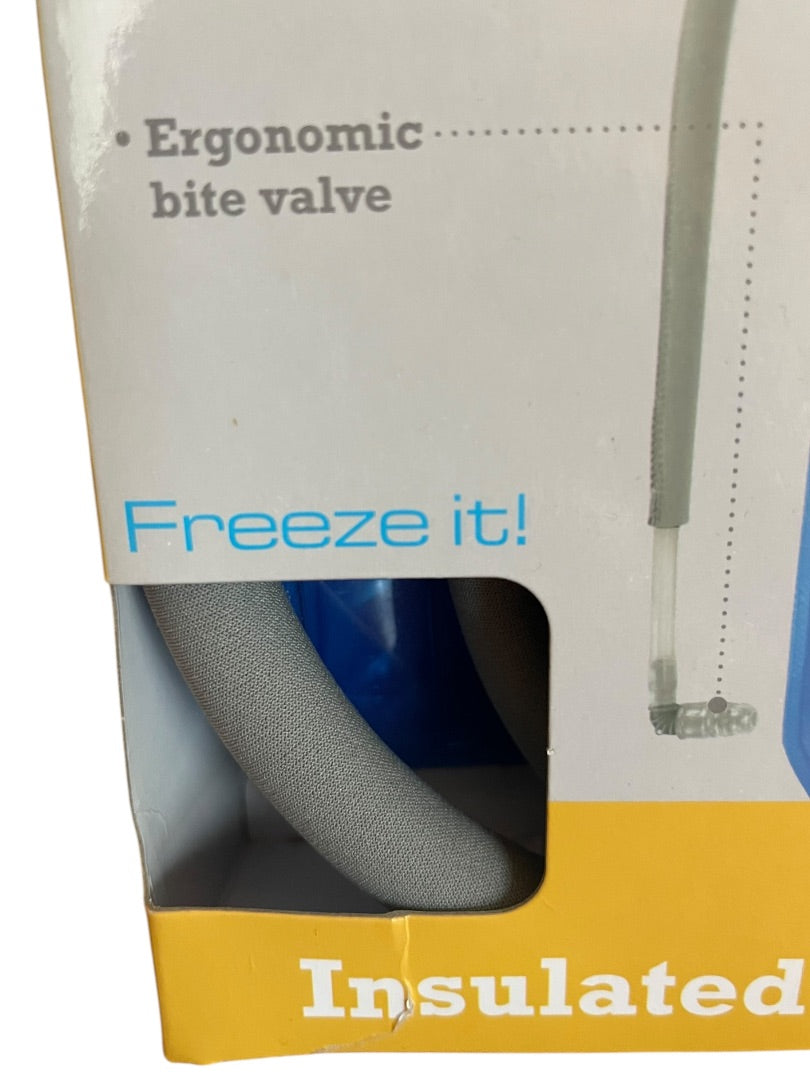 • Ergonomic
bite valve
Freeze it!
Insulated